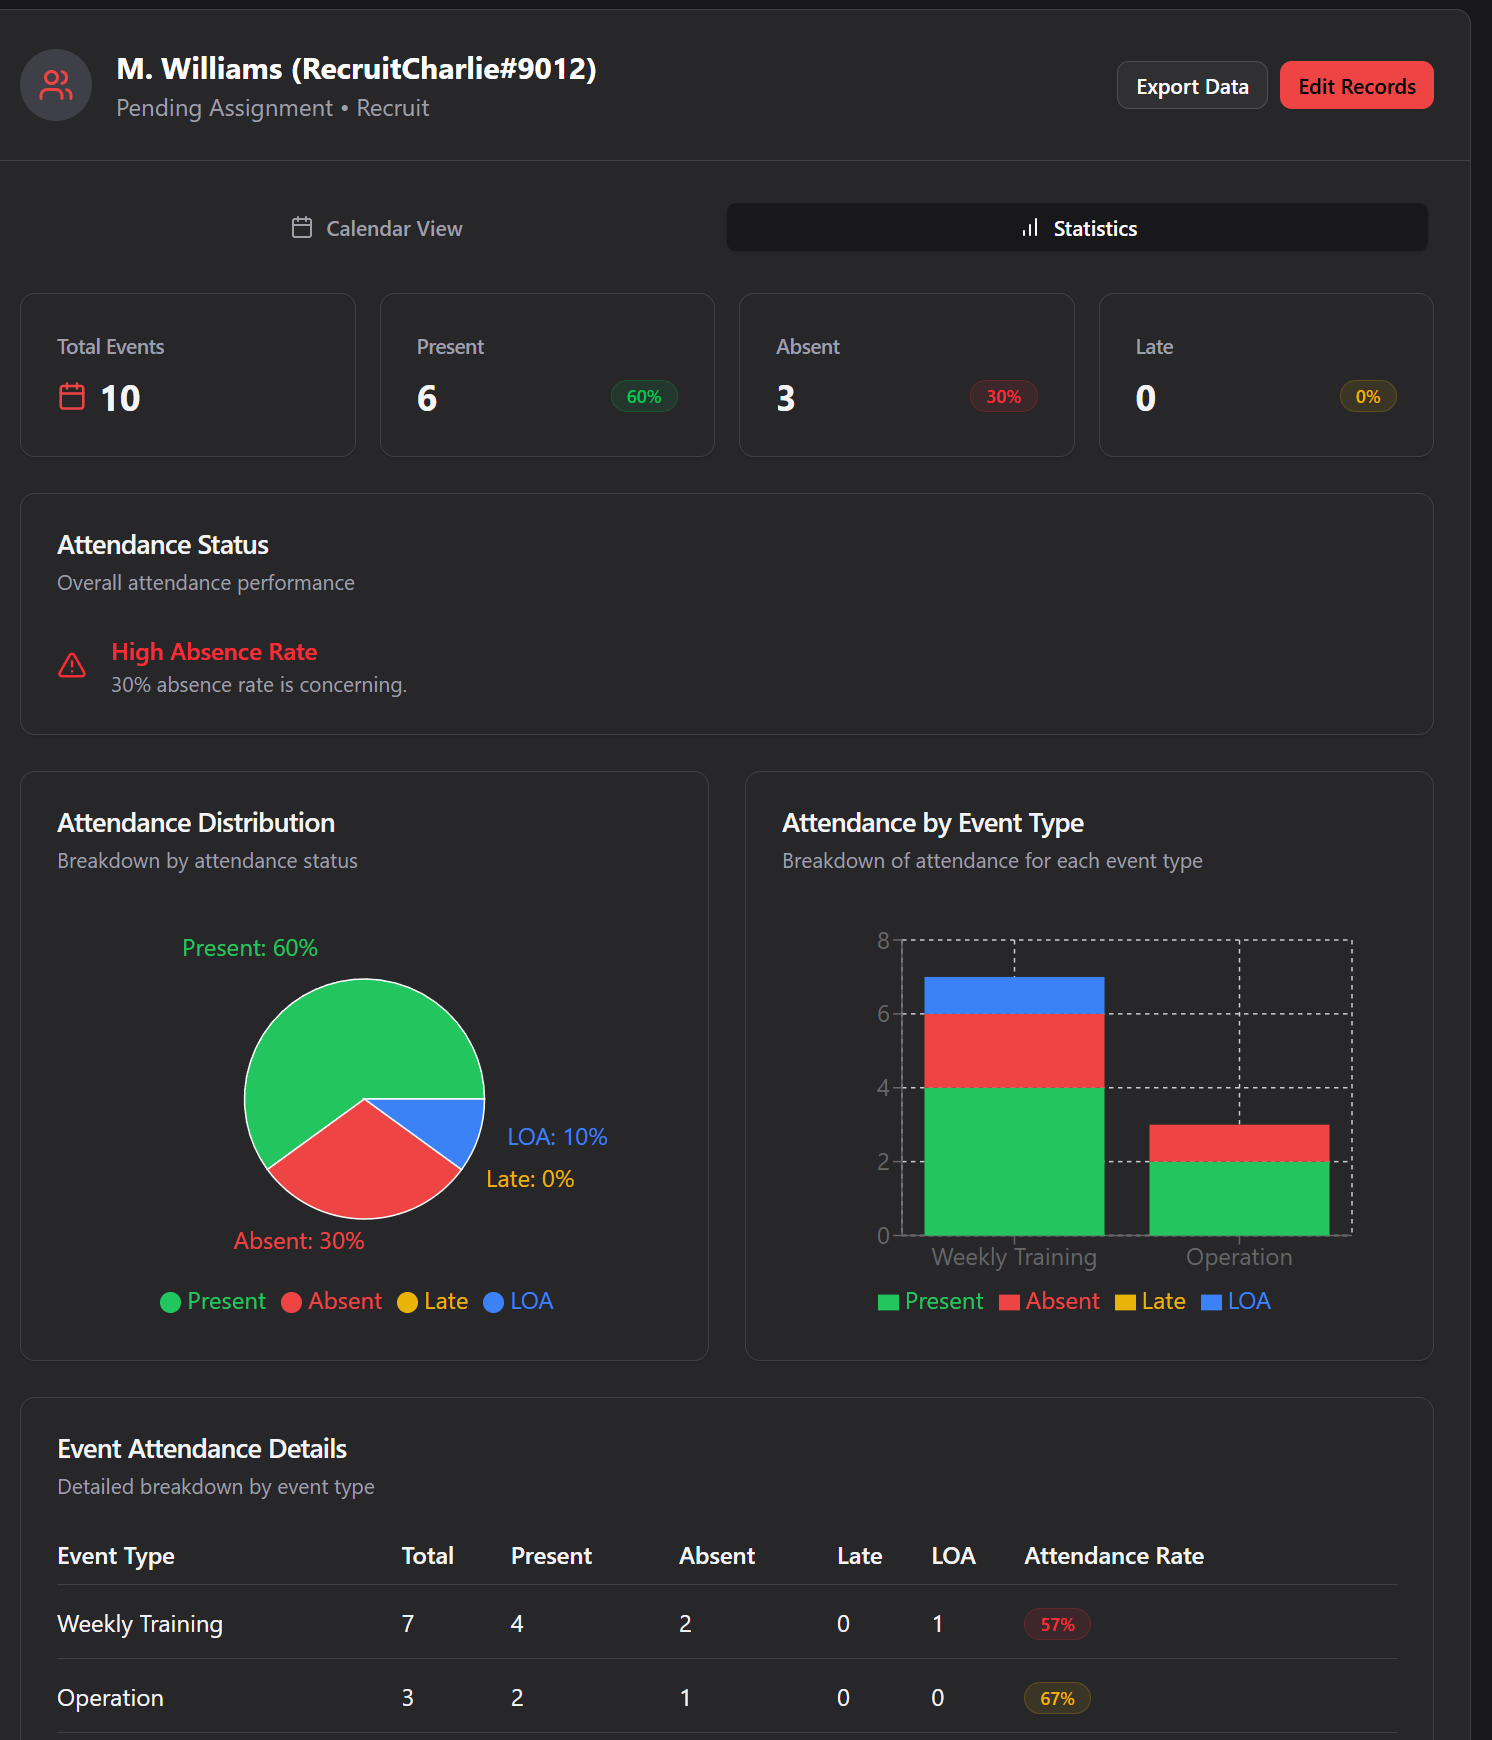 M. Williams (RecruitCharlie#9012)
Pending Assignment • Recruit
Export Data
Edit Records
Calendar View
Statistics
Total Events
10
Present
6
60%
Absent
3
30%
Late
0
0%
Attendance Status
Overall attendance performance
High Absence Rate
30% absence rate is concerning.
Attendance Distribution
Breakdown by attendance status
Present: 60%
LOA: 10%
Late: 0%
Absent: 30%
Present Absent Late LOA
Attendance by Event Type
Breakdown of attendance for each event type
8
6
4
2
0
Weekly Training Operation
Present Absent Late LOA
Event Attendance Details
Detailed breakdown by event type
Event Type Total Present Absent Late LOA Attendance Rate
Weekly Training 7 4 2 0 1 57%
Operation 3 2 1 0 0 67%